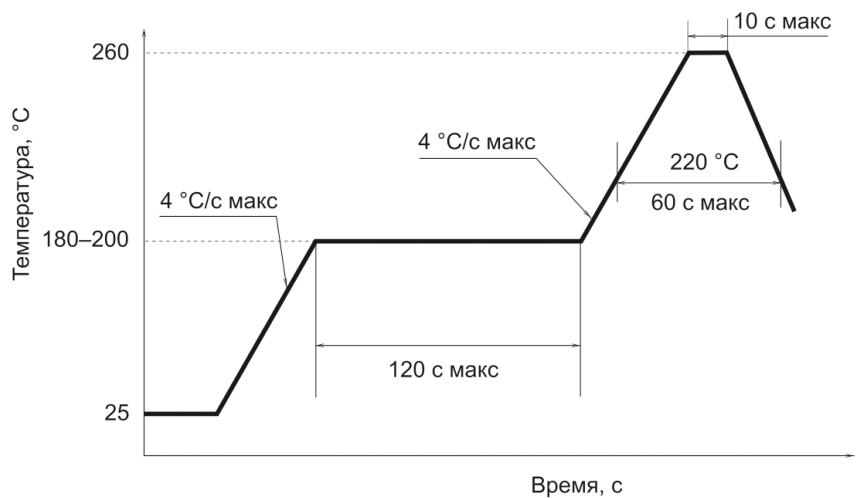 10 с макс
260
4 °C/с макс
220 °C
60 с макс
4 °C/с макс
180–200
120 с макс
25
Температура, °C
Время, с